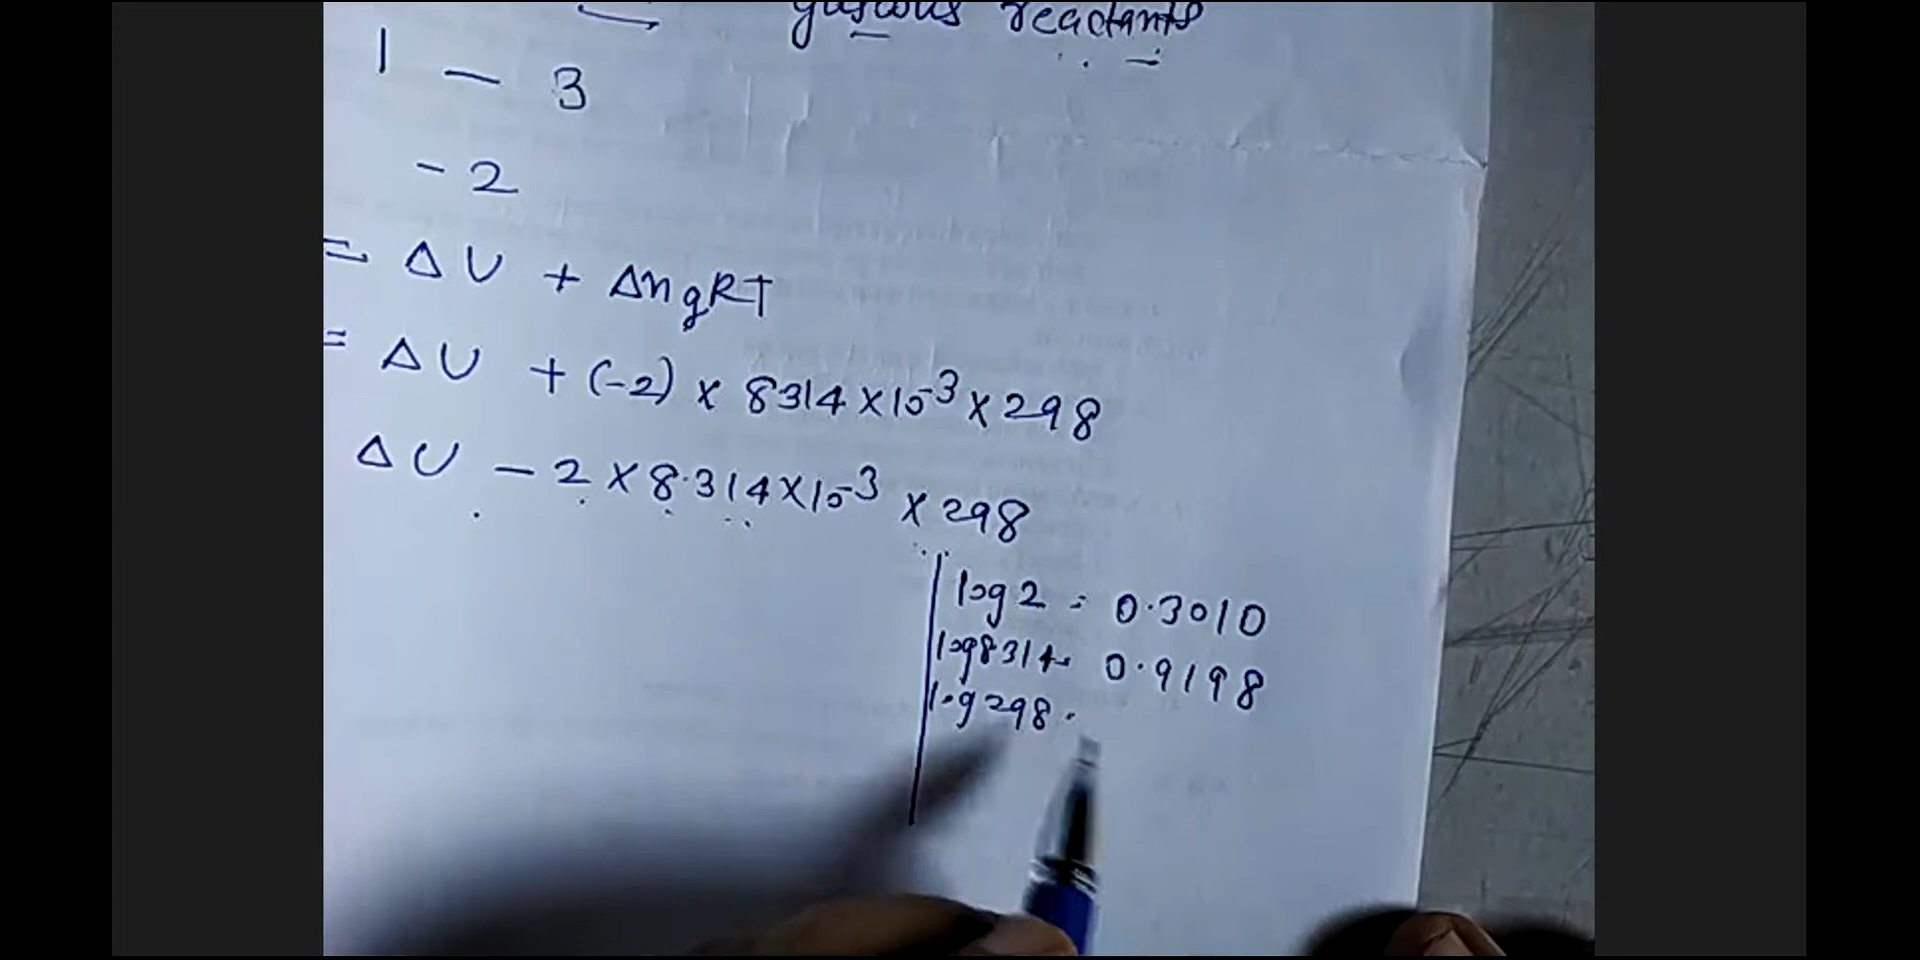 gaseous reactants
1 - 3
- 2
= ΔU + ΔngRT
= ΔU + (-2) × 8314 × 10-3 × 298
ΔU - 2 × 8.314 × 10-3 × 298
log 2 = 0.3010
log 8314 = 0.9198
log 298